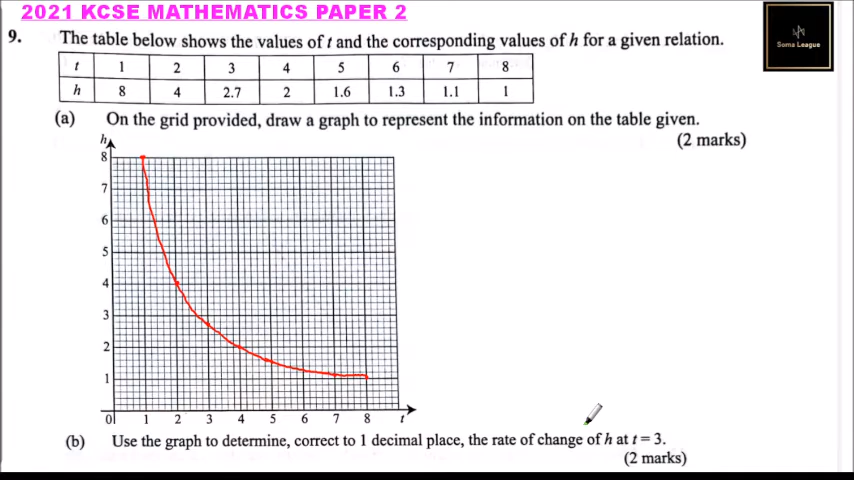 2021 KCSE MATHEMATICS PAPER 2
Soma League
9. The table below shows the values of t and the corresponding values of h for a given relation.
t 1 2 3 4 5 6 7 8
h 8 4 2.7 2 1.6 1.3 1.1 1
(a) On the grid provided, draw a graph to represent the information on the table given.
(2 marks)
h
8
7
6
5
4
3
2
1
0 1 2 3 4 5 6 7 8 t
(b) Use the graph to determine, correct to 1 decimal place, the rate of change of h at t = 3.
(2 marks)